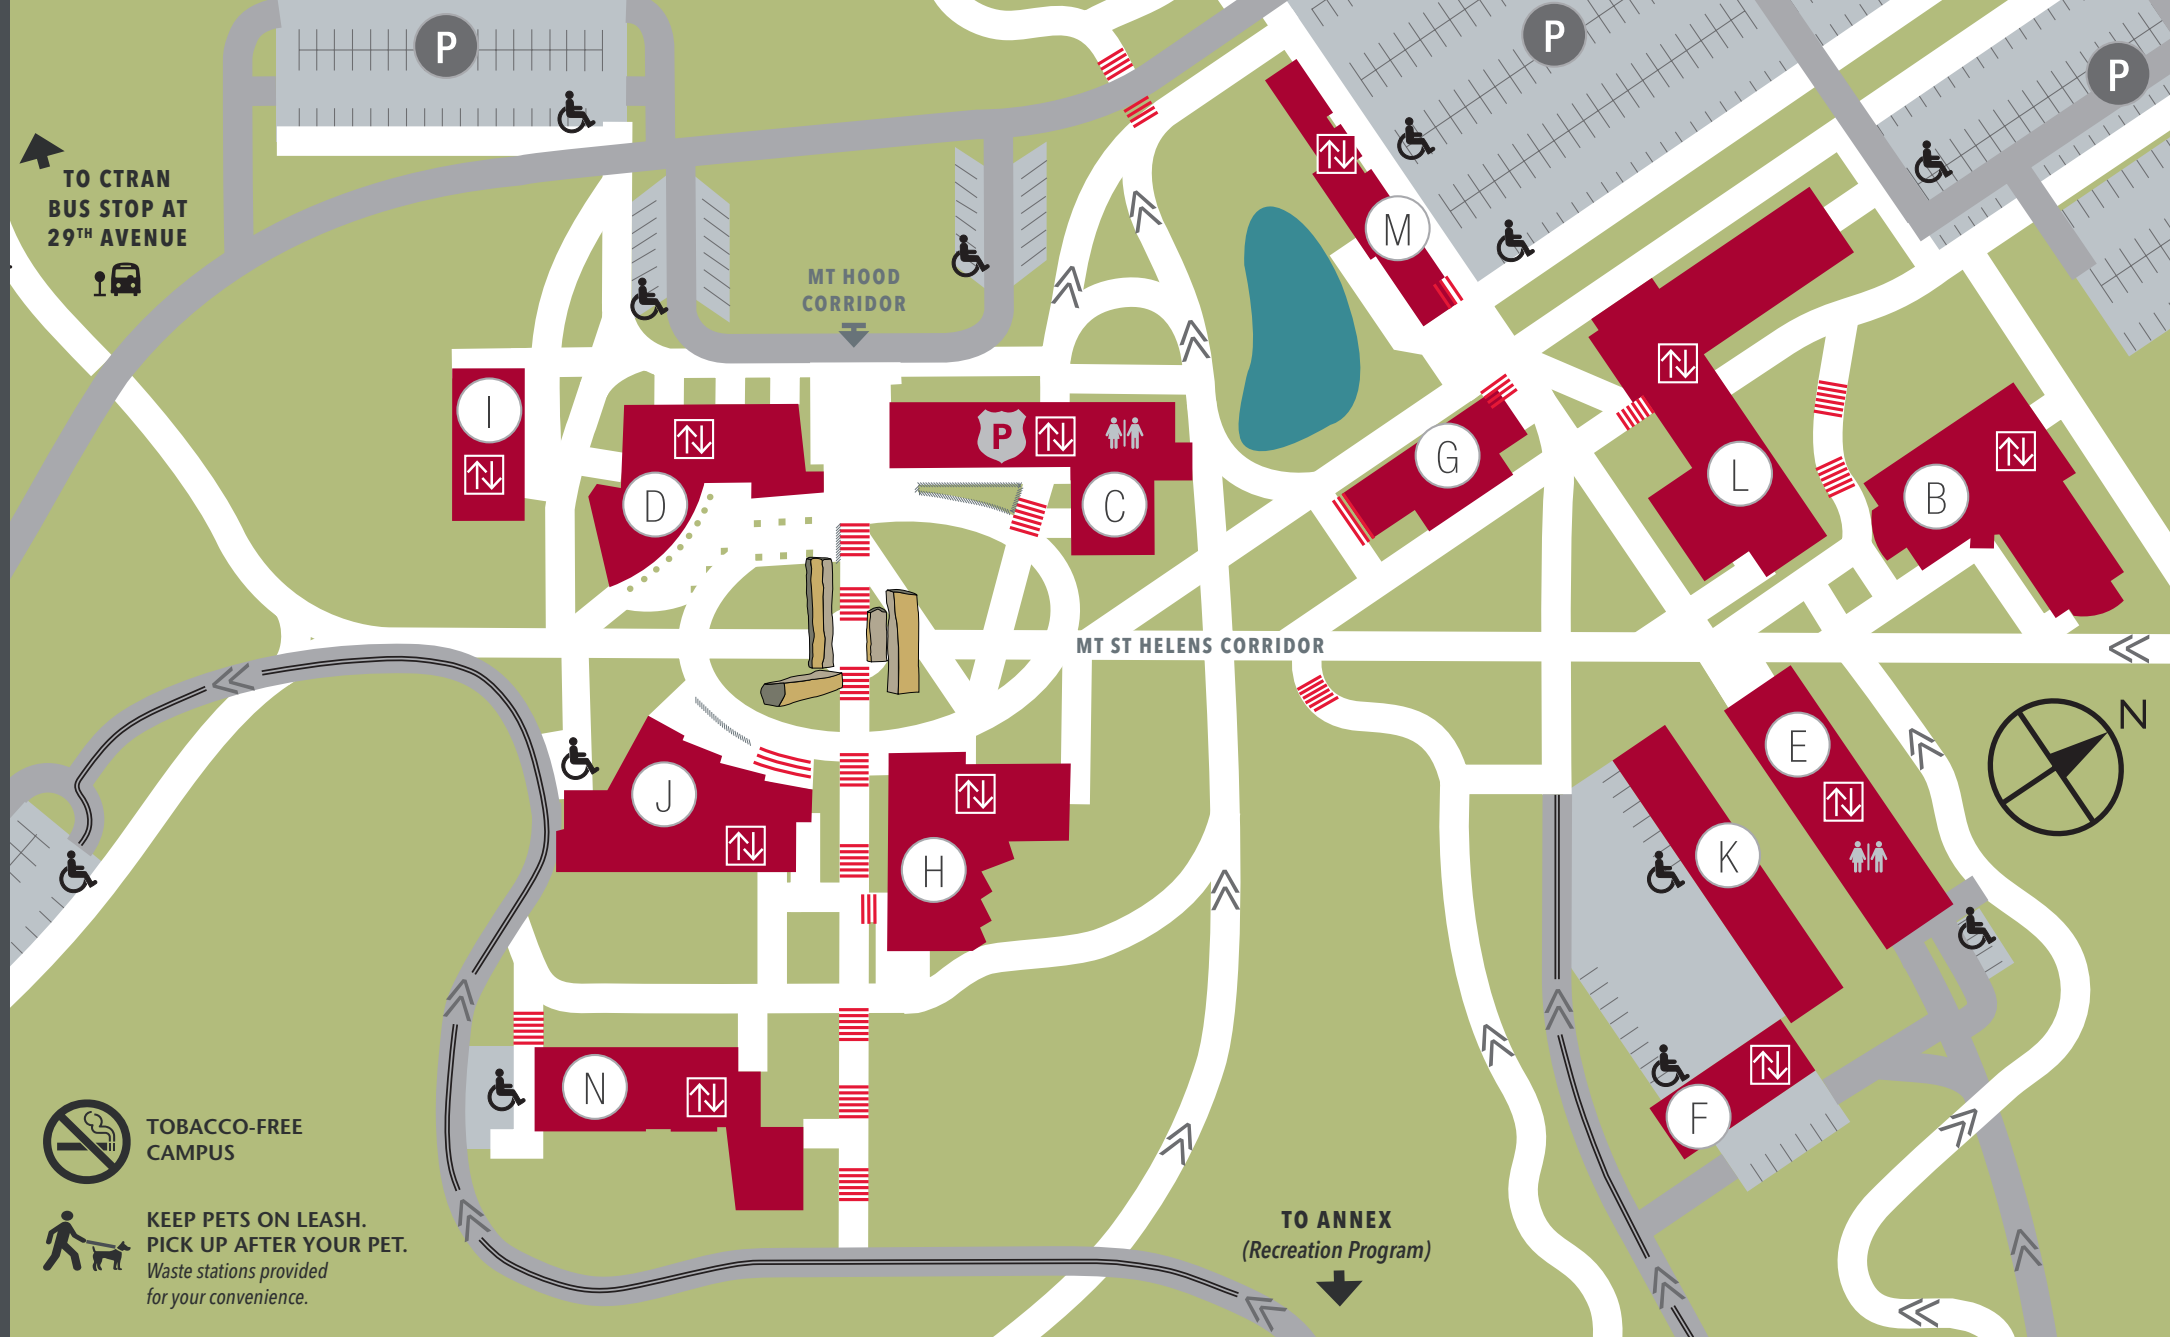 P
P
P
TO CTRAN
BUS STOP AT
29TH AVENUE
MT HOOD
CORRIDOR
M
I
D
P
C
G
L
B
MT ST HELENS CORRIDOR
N
E
J
K
H
N
F
TOBACCO-FREE
CAMPUS
KEEP PETS ON LEASH.
PICK UP AFTER YOUR PET.
Waste stations provided
for your convenience.
TO ANNEX
(Recreation Program)